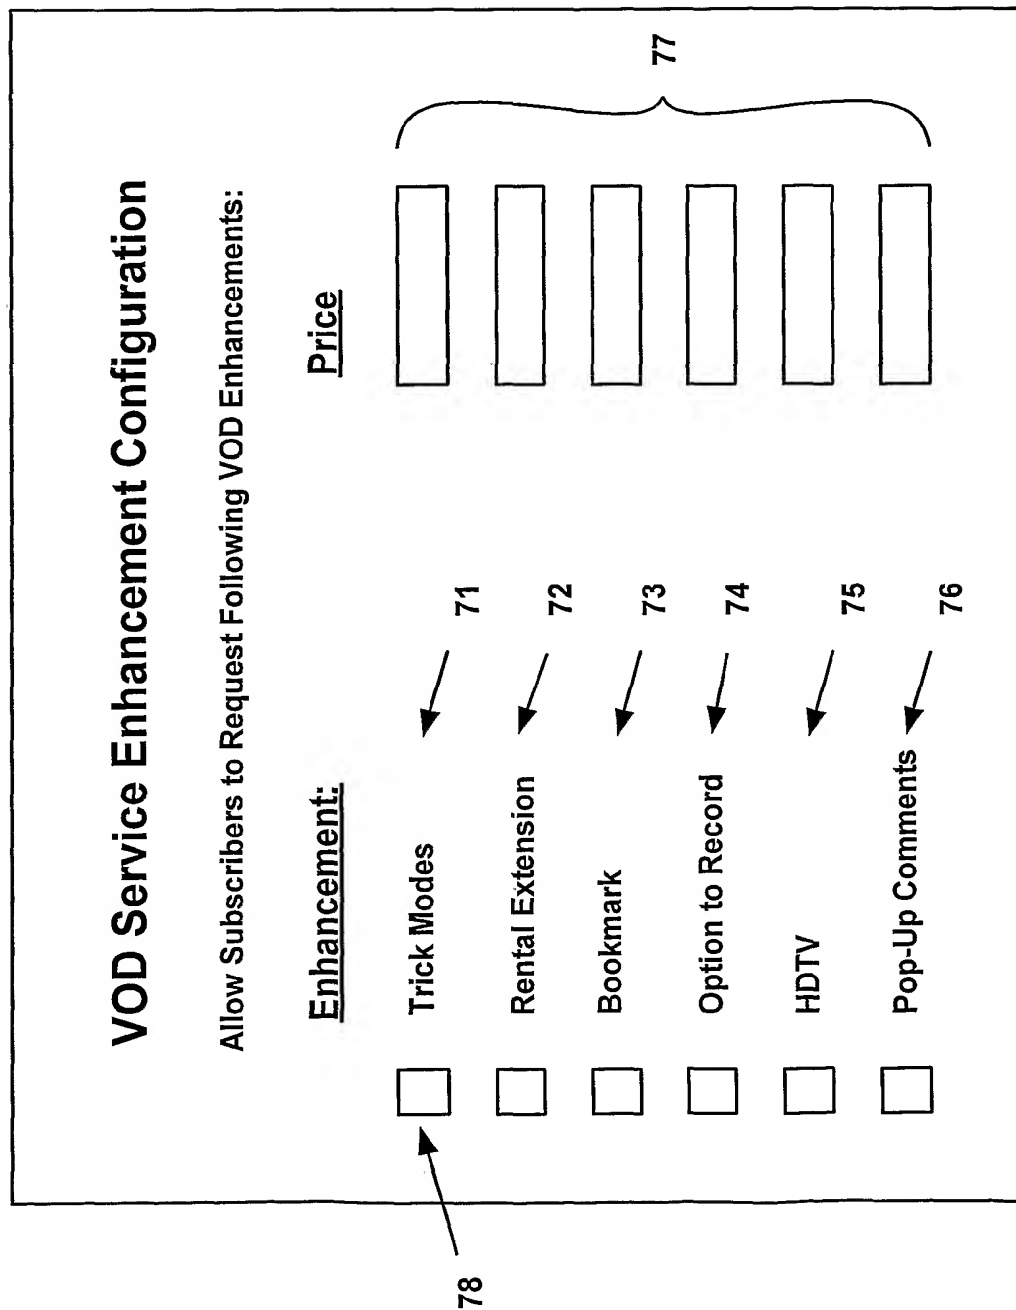 VOD Service Enhancement Configuration
Allow Subscribers to Request Following VOD Enhancements:
Enhancement: Price
Trick Modes 71
Rental Extension 72
Bookmark 73
Option to Record 74
HDTV 75
Pop-Up Comments 76
77
78